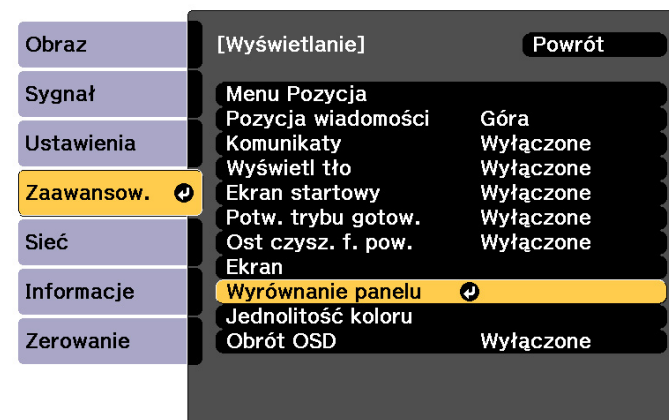 Obraz
Sygnał
Ustawienia
Zaawansow.
Sieć
Informacje
Zerowanie
[Wyświetlanie] Powrót
Menu Pozycja
Pozycja wiadomości Góra
Komunikaty Wyłączone
Wyświetl tło Wyłączone
Ekran startowy Wyłączone
Potw. trybu gotow. Wyłączone
Ost czysz. f. pow. Wyłączone
Ekran
Wyrównanie panelu
Jednolitość koloru
Obrót OSD Wyłączone